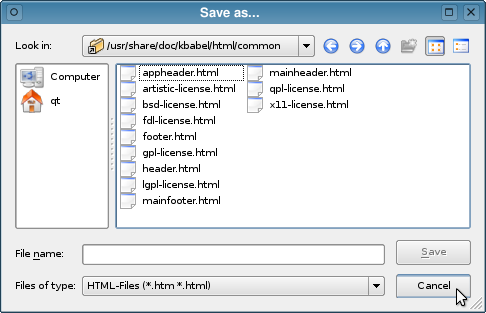 Save as...
Look in: /usr/share/doc/kbabel/html/common
Computer
qt
appheader.html
artistic-license.html
bsd-license.html
fdl-license.html
footer.html
gpl-license.html
header.html
lgpl-license.html
mainfooter.html
mainheader.html
qpl-license.html
x11-license.html
File name: Save
Files of type: HTML-Files (*.htm *.html) Cancel